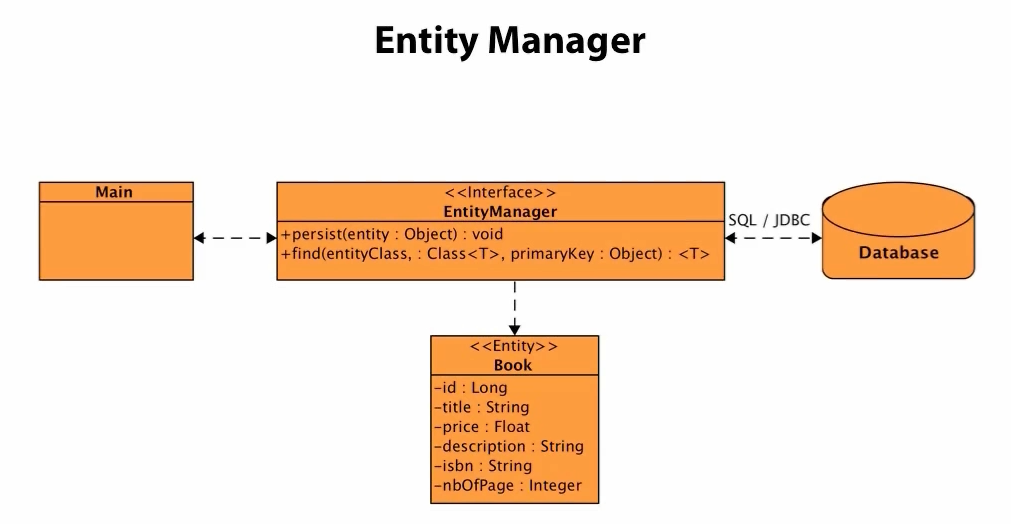 Entity Manager
Main
<<Interface>>
EntityManager
+persist(entity : Object) : void
+find(entityClass, : Class<T>, primaryKey : Object) : <T>
SQL / JDBC
Database
<<Entity>>
Book
-id : Long
-title : String
-price : Float
-description : String
-isbn : String
-nbOfPage : Integer